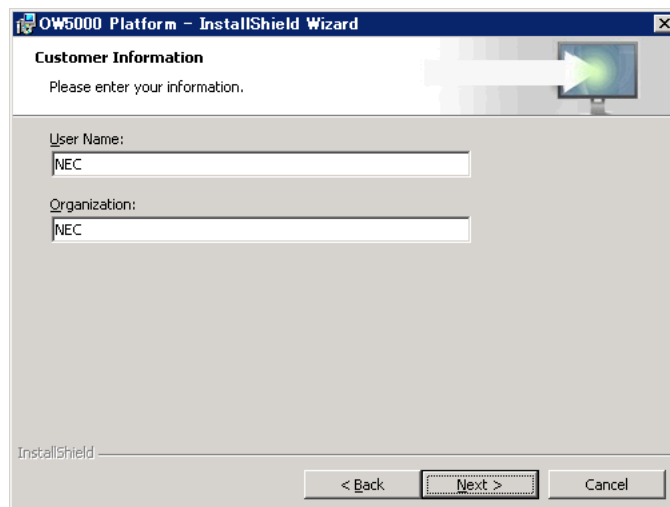 OW5000 Platform - InstallShield Wizard
Customer Information
Please enter your information.
User Name:
NEC
Organization:
NEC
InstallShield
< Back
Next >
Cancel